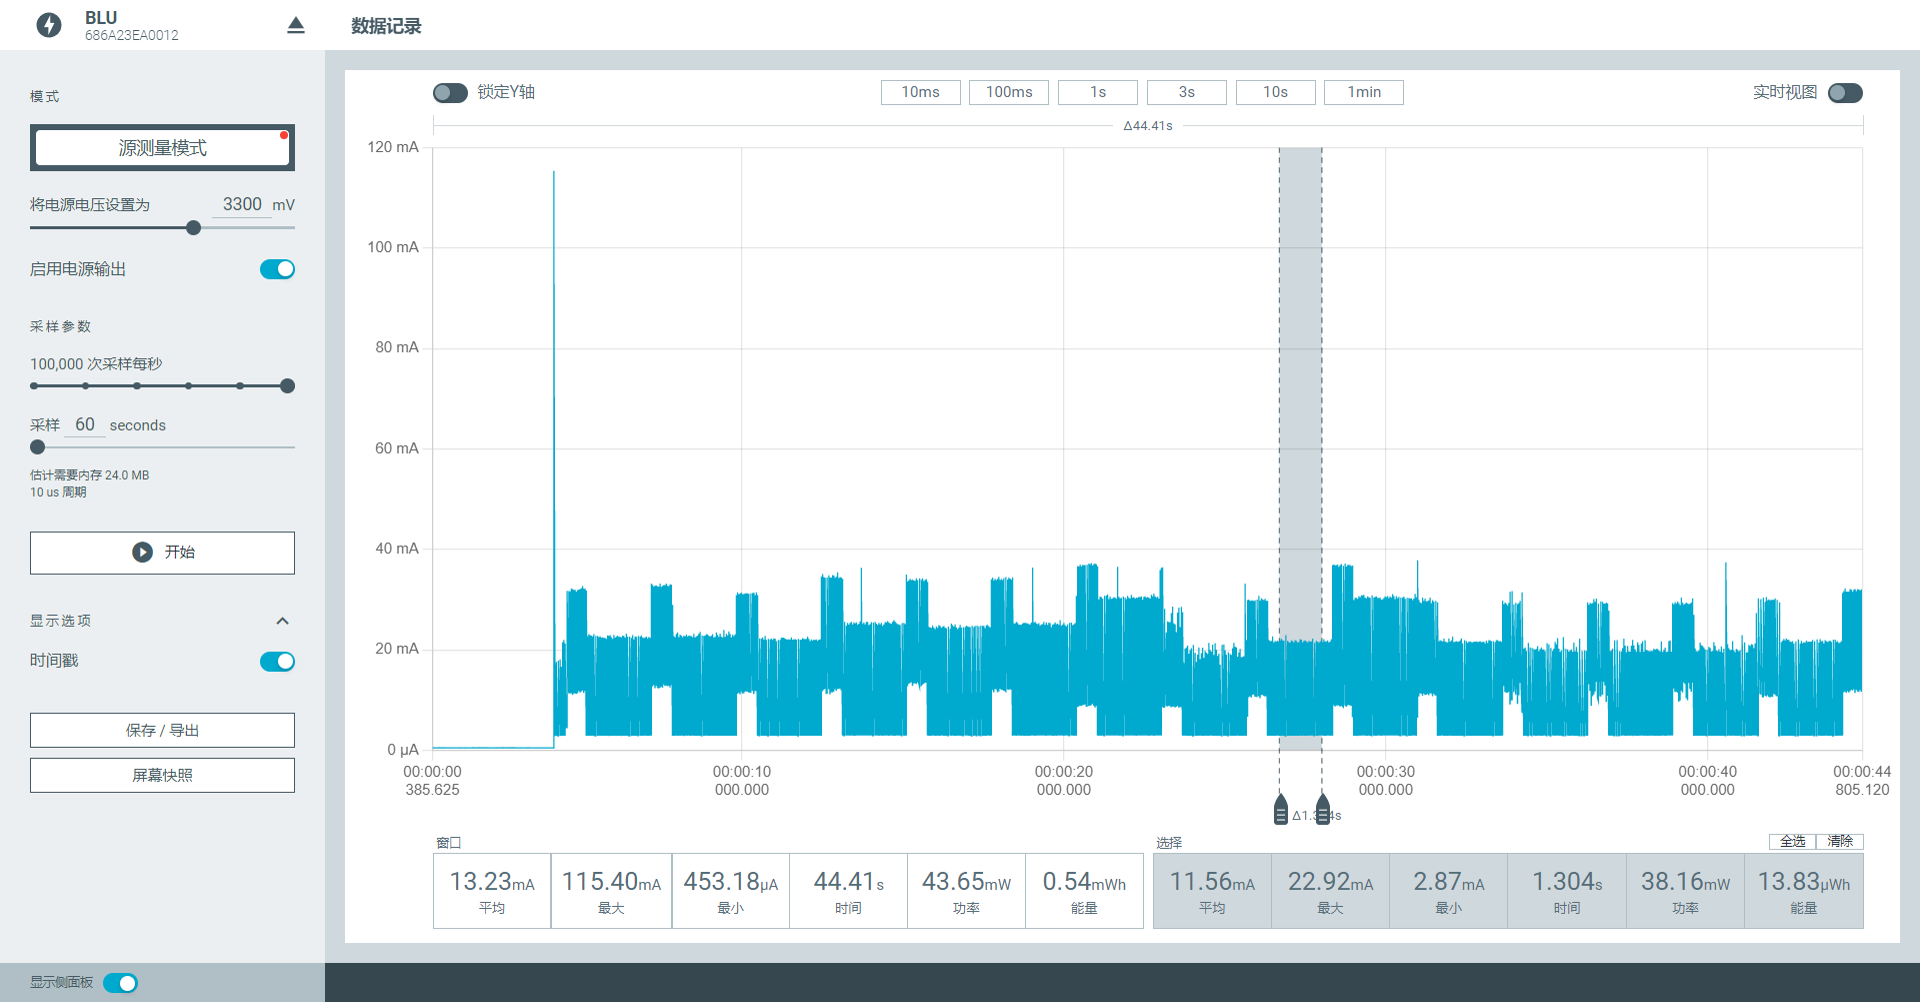 BLU
686A23EA0012
数据记录
模式
源测量模式
将电源电压设置为 3300 mV
启用电源输出
采样参数
100,000 次采样每秒
采样 60 seconds
估计需要内存 24.0 MB
10 us 周期
开始
显示选项
时间戳
保存 / 导出
屏幕快照
显示侧面板
锁定Y轴
10ms 100ms 1s 3s 10s 1min
实时视图
Δ44.41s
120 mA
100 mA
80 mA
60 mA
40 mA
20 mA
0 µA
00:00:00 00:00:10 00:00:20 00:00:30 00:00:40 00:00:44
385.625 000.000 000.000 000.000 000.000 805.120
窗口
13.23mA 115.40mA 453.18µA 44.41s 43.65mW 0.54mWh
平均 最大 最小 时间 功率 能量
选择 全选 清除
11.56mA 22.92mA 2.87mA 1.304s 38.16mW 13.83µWh
平均 最大 最小 时间 功率 能量